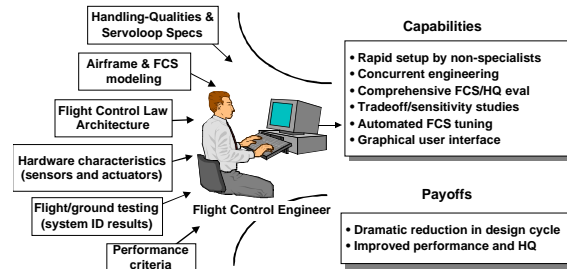 Handling-Qualities &
Servoloop Specs
Airframe & FCS
modeling
Flight Control Law
Architecture
Hardware characteristics
(sensors and actuators)
Flight/ground testing
(system ID results)
Performance
criteria
Flight Control Engineer
Capabilities
• Rapid setup by non-specialists
• Concurrent engineering
• Comprehensive FCS/HQ eval
• Tradeoff/sensitivity studies
• Automated FCS tuning
• Graphical user interface
Payoffs
• Dramatic reduction in design cycle
• Improved performance and HQ